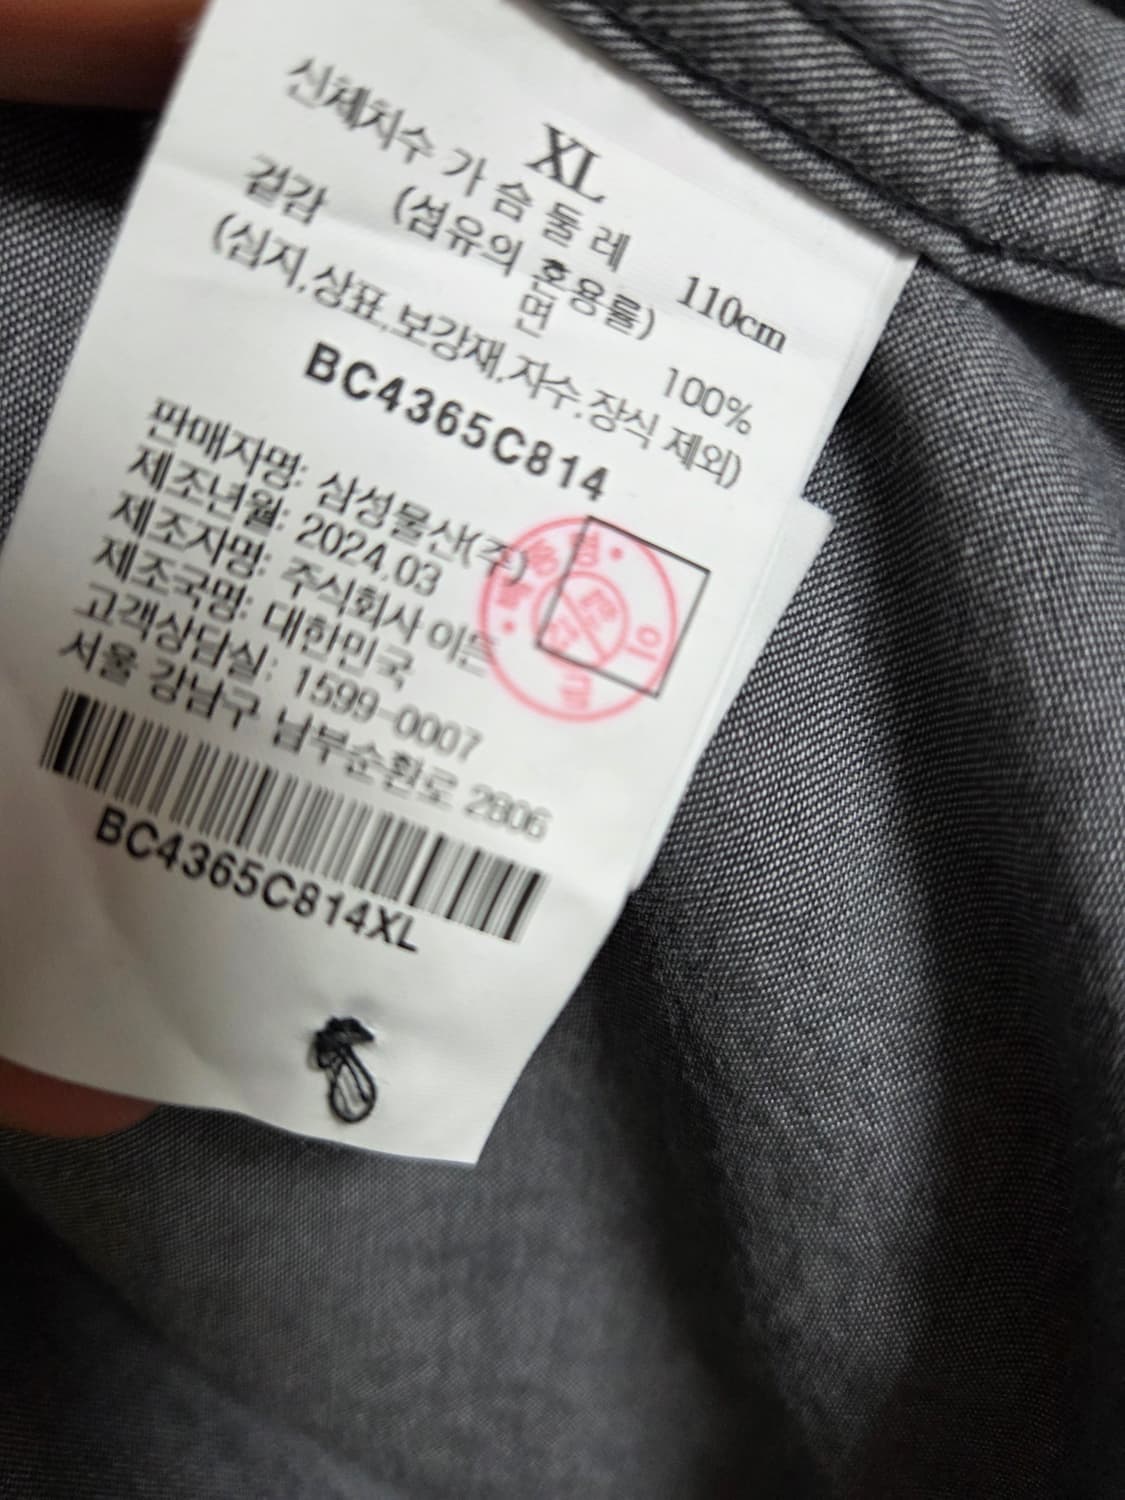 XL
신체치수 가 슴 둘 레 110cm
(섬유의 혼용률)
겉감 면 100%
(심지,상표,보강재,자수,장식 제외)
BC4365C814
판매자명: 삼성물산(주)
제조년월: 2024.03
제조자명: 주식회사 이든
제조국명: 대한민국
고객상담실: 1599-0007
서울 강남구 남부순환로 2806
BC4365C814XL